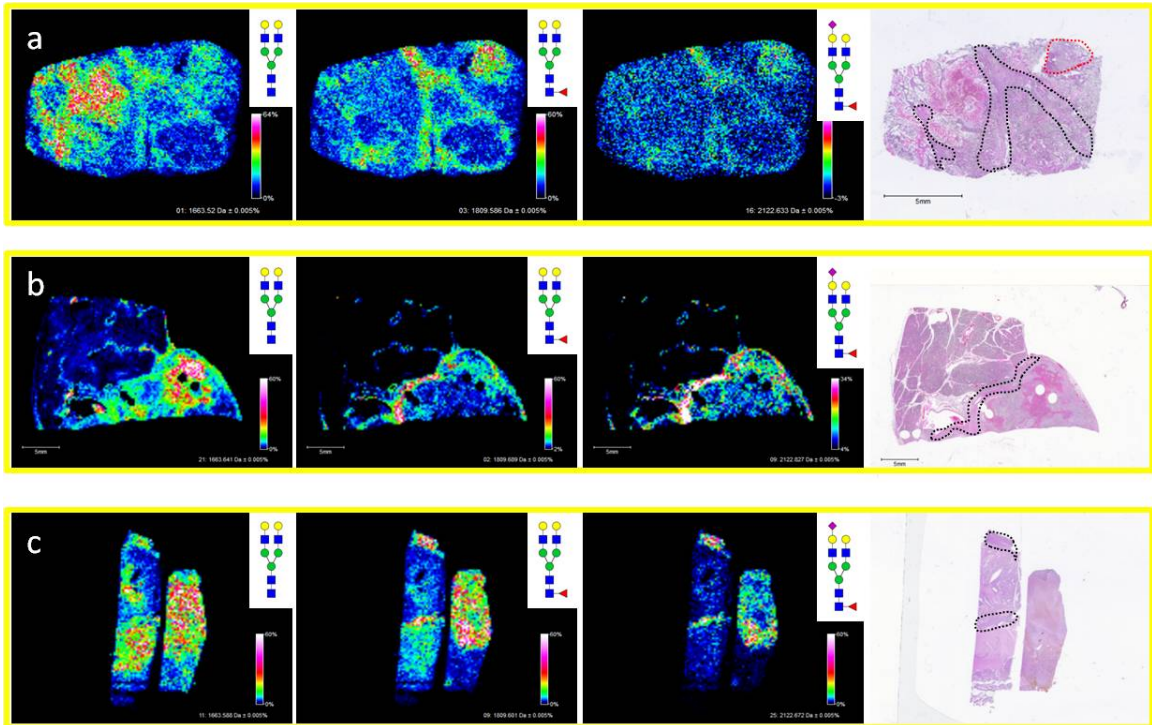 a
64%
0%
01: 1663.52 Da ± 0.005%
60%
0%
03: 1809.586 Da ± 0.005%
-3%
16: 2122.633 Da ± 0.005%
5mm
b
60%
0%
5mm
21: 1663.641 Da ± 0.005%
60%
2%
5mm
02: 1809.689 Da ± 0.005%
34%
4%
5mm
09: 2122.827 Da ± 0.005%
5mm
c
60%
0%
11: 1663.588 Da ± 0.005%
60%
0%
09: 1809.601 Da ± 0.005%
60%
0%
25: 2122.672 Da ± 0.005%